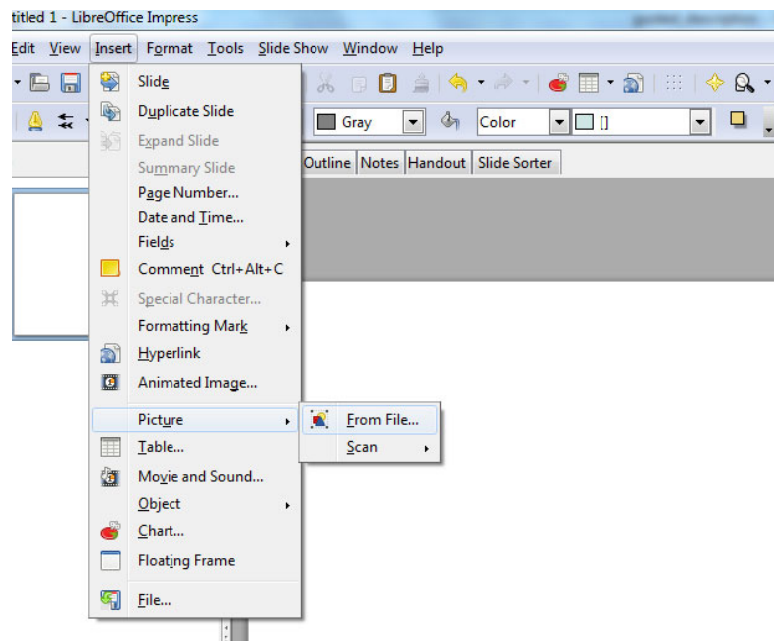 titled 1 - LibreOffice Impress
Edit View Insert Format Tools Slide Show Window Help
Gray Color []
Outline Notes Handout Slide Sorter
Slide
Duplicate Slide
Expand Slide
Summary Slide
Page Number...
Date and Time...
Fields
Comment Ctrl+Alt+C
Special Character...
Formatting Mark
Hyperlink
Animated Image...
Picture
From File...
Table...
Scan
Movie and Sound...
Object
Chart...
Floating Frame
File...